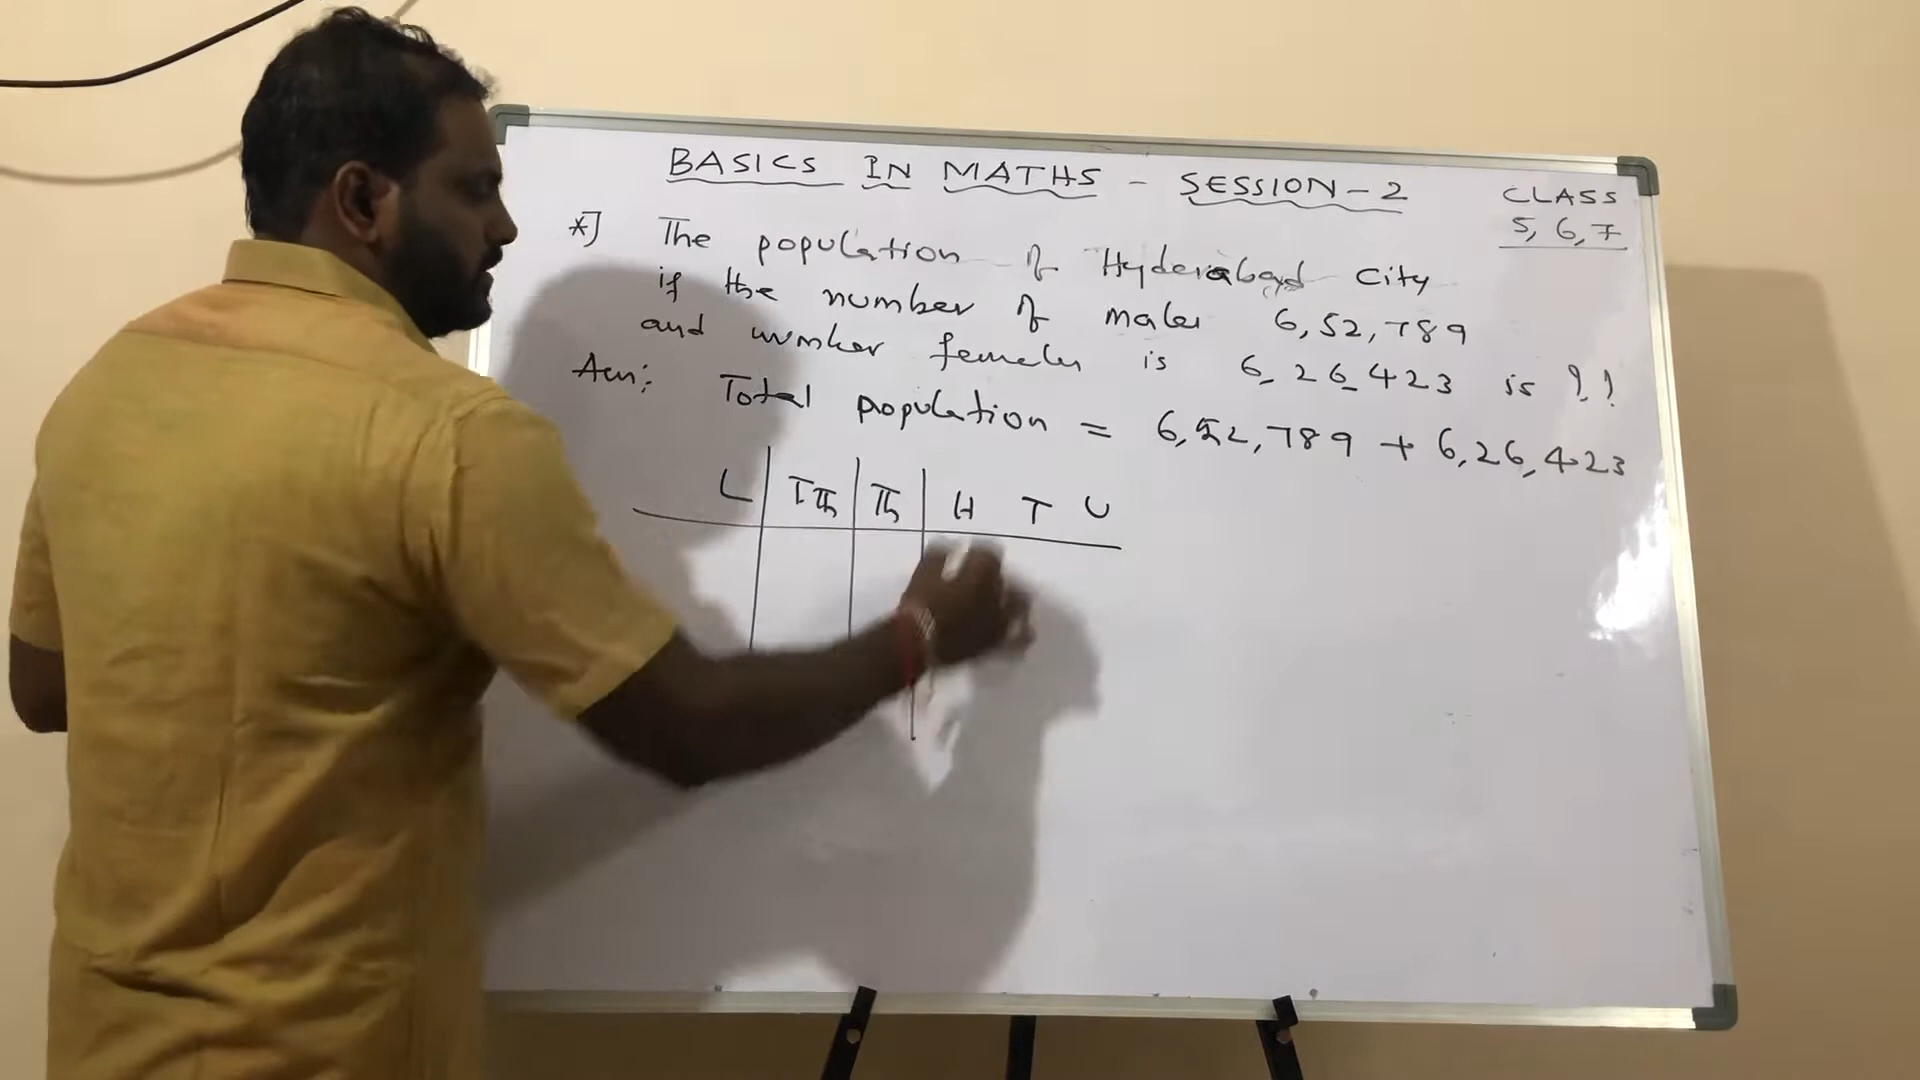 BASICS IN MATHS - SESSION - 2
CLASS
5, 6, 7
*] The population of Hyderabad City
if the number of males 6,52,789
and number females is 6,26,423 is ??
Ans: Total population = 6,52,789 + 6,26,423
L TTh Th H T U